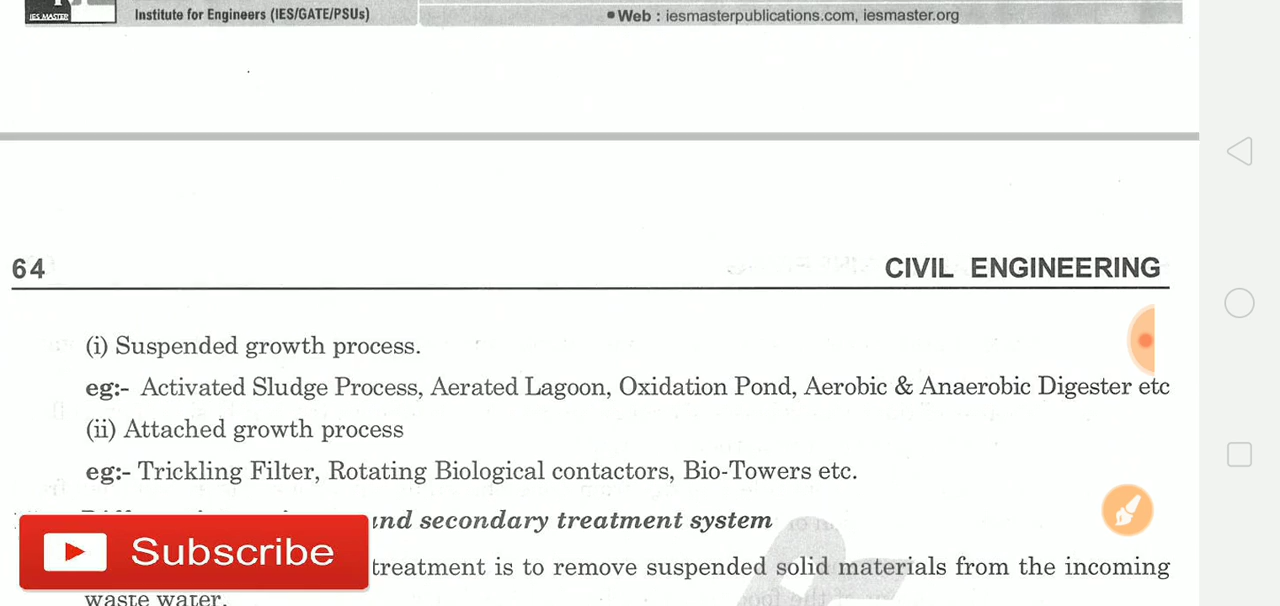 IES MASTER
Institute for Engineers (IES/GATE/PSUs)
• Web : iesmasterpublications.com, iesmaster.org
64
CIVIL ENGINEERING
(i) Suspended growth process.
eg:- Activated Sludge Process, Aerated Lagoon, Oxidation Pond, Aerobic & Anaerobic Digester etc
(ii) Attached growth process
eg:- Trickling Filter, Rotating Biological contactors, Bio-Towers etc.
and secondary treatment system
Subscribe
treatment is to remove suspended solid materials from the incoming
waste water.